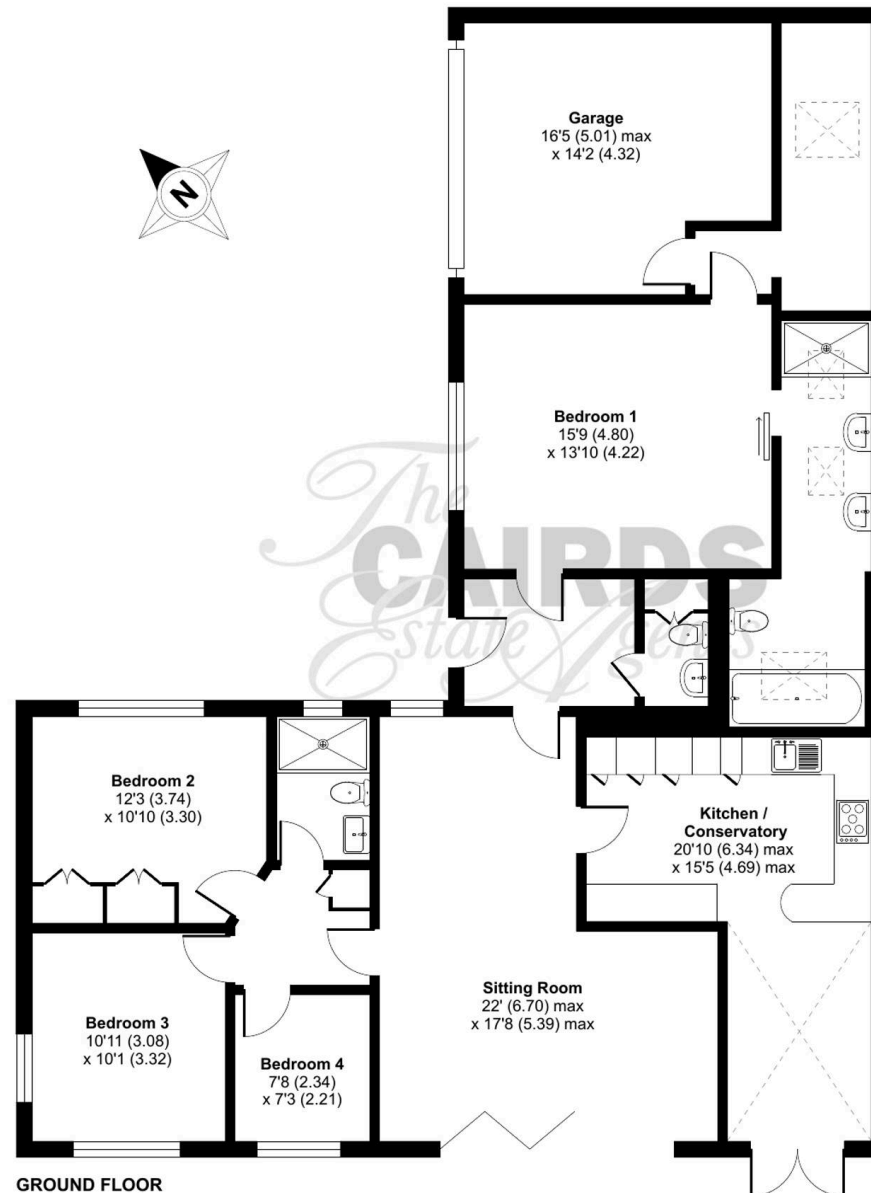 Garage
16'5 (5.01) max
x 14'2 (4.32)
N
Bedroom 1
15'9 (4.80)
x 13'10 (4.22)
The
CAIRDS
Estate Agents
Bedroom 2
12'3 (3.74)
x 10'10 (3.30)
Kitchen /
Conservatory
20'10 (6.34) max
x 15'5 (4.69) max
Sitting Room
22' (6.70) max
x 17'8 (5.39) max
Bedroom 3
10'11 (3.08)
x 10'1 (3.32)
Bedroom 4
7'8 (2.34)
x 7'3 (2.21)
GROUND FLOOR